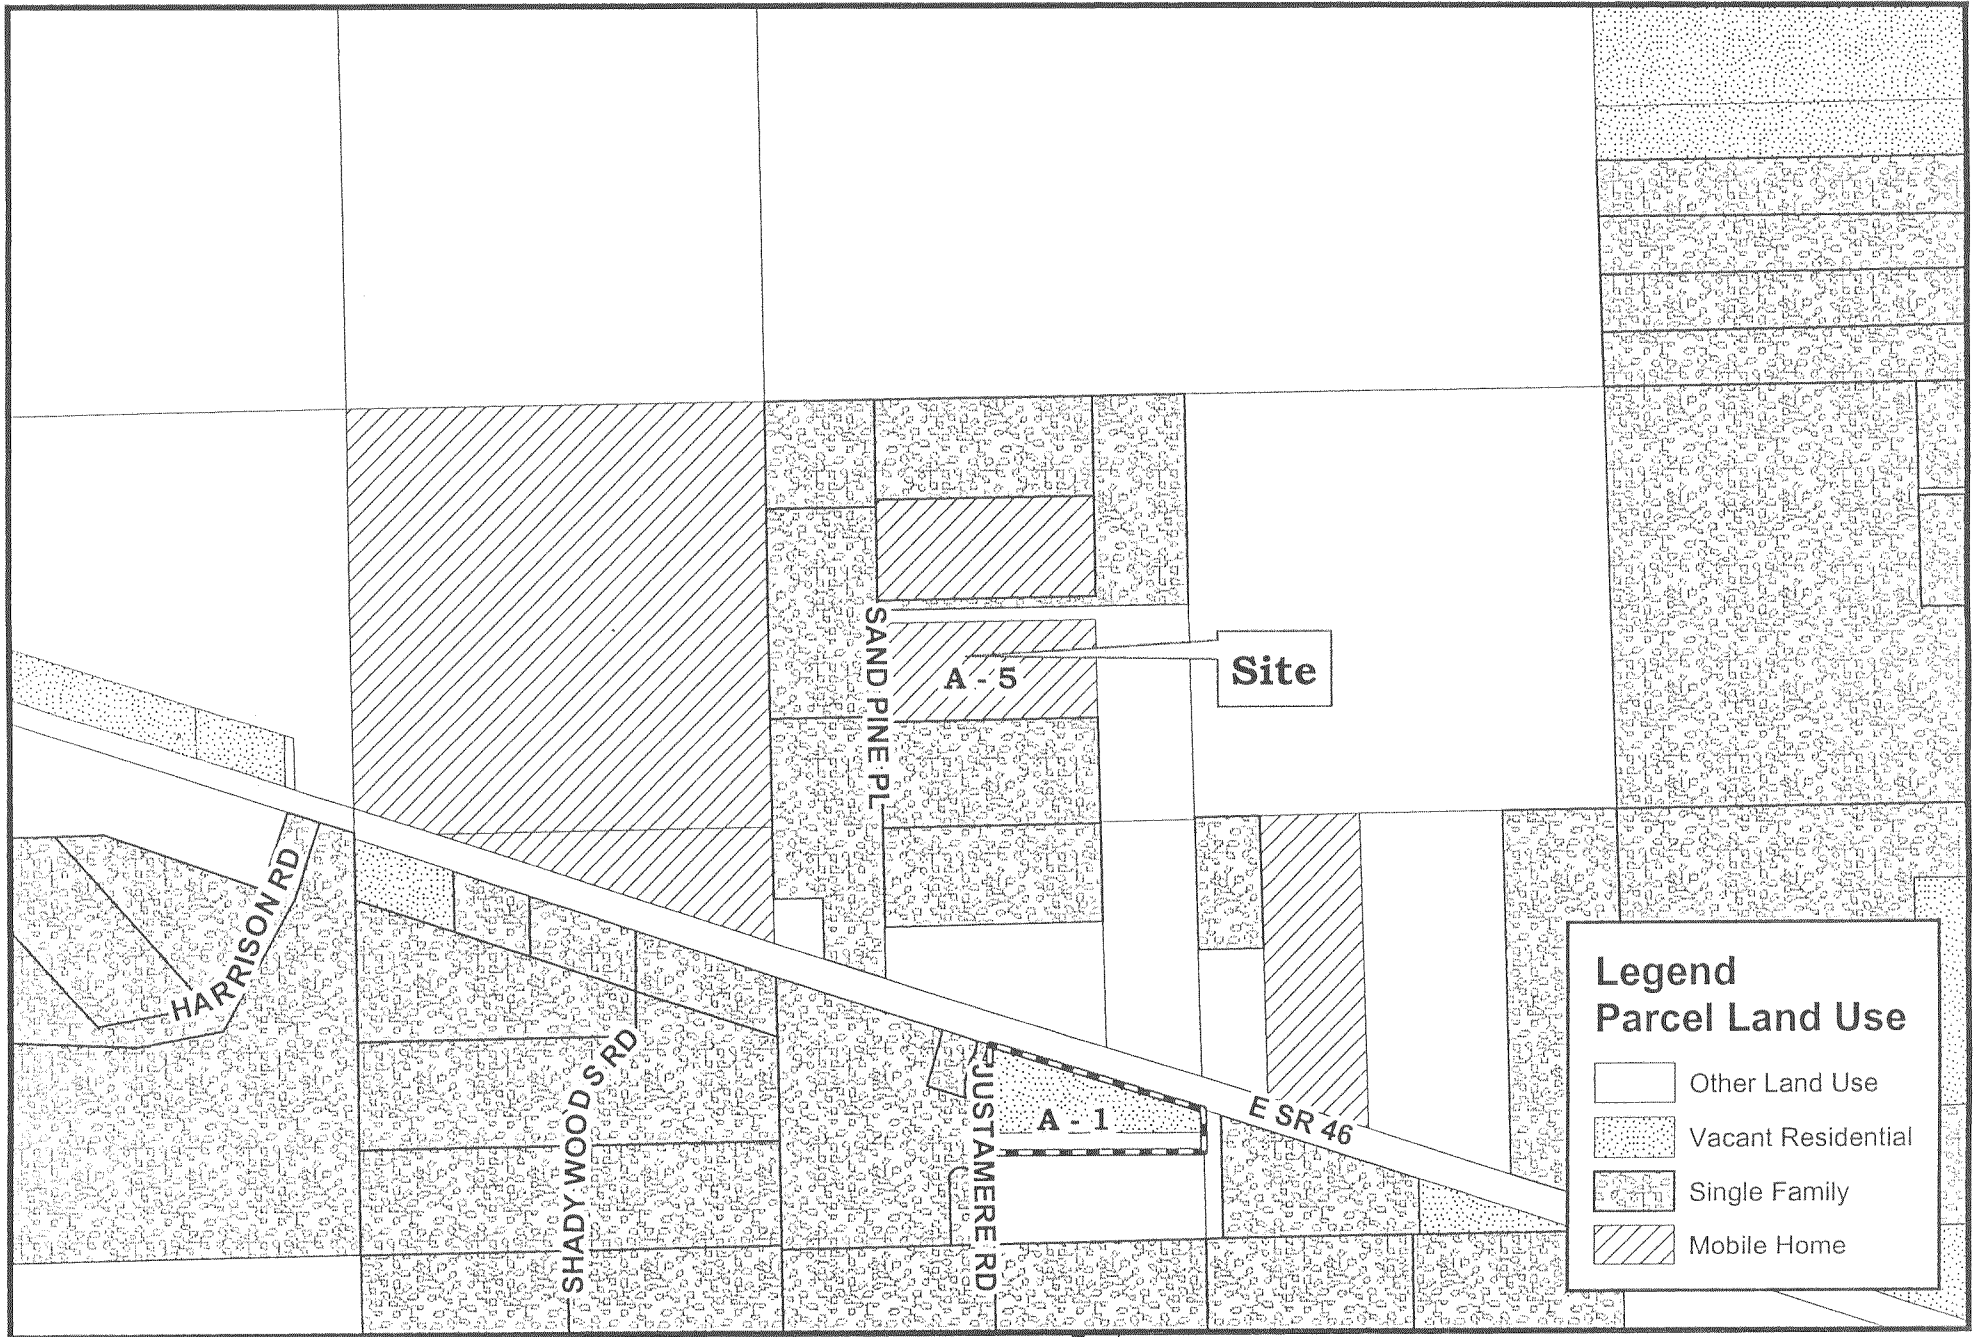 SAND PINE PL
A - 5
Site
HARRISON RD
SHADY WOODS RD
JUSTAMERE RD
A - 1
E SR 46
Legend
Parcel Land Use
Other Land Use
Vacant Residential
Single Family
Mobile Home